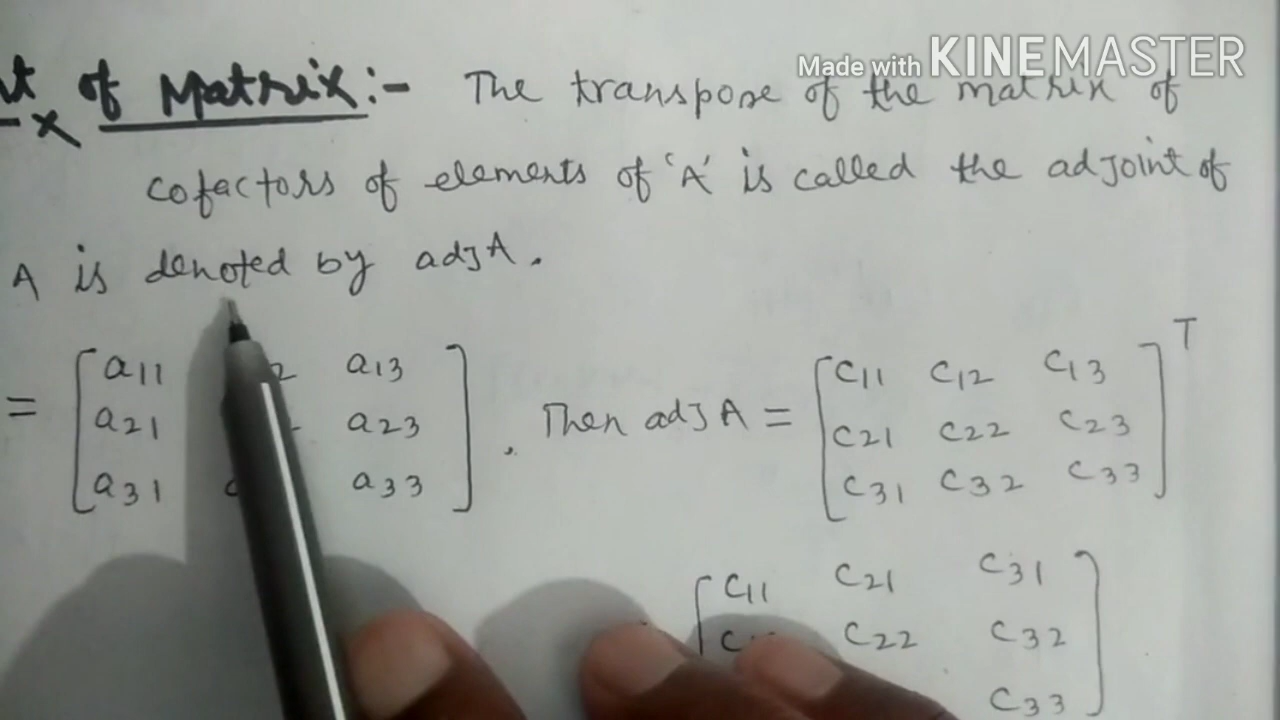 Made with KINEMASTER
of Matrix:- The transpose of the matrix of
cofactors of elements of 'A' is called the adjoint of
A is denoted by adj A.
= [ a11 a13 ] . Then adj A = [ c11 c12 c13 ] T
a21 a23 c21 c22 c23
a31 a33 c31 c32 c33
[ c11 c21 c31 ]
c22 c32
c33